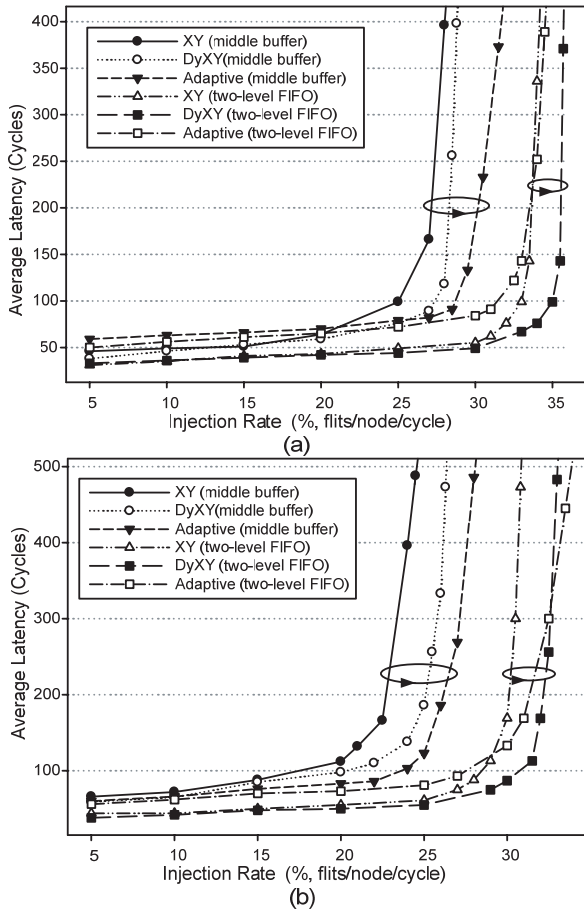 400
350
300
250
200
150
100
50
Average Latency (Cycles)
XY (middle buffer)
DyXY(middle buffer)
Adaptive (middle buffer)
XY (two-level FIFO)
DyXY (two-level FIFO)
Adaptive (two-level FIFO)
5 10 15 20 25 30 35
Injection Rate (%, flits/node/cycle)
(a)
500
400
300
200
100
Average Latency (Cycles)
XY (middle buffer)
DyXY(middle buffer)
Adaptive (middle buffer)
XY (two-level FIFO)
DyXY (two-level FIFO)
Adaptive (two-level FIFO)
5 10 15 20 25 30
Injection Rate (%, flits/node/cycle)
(b)